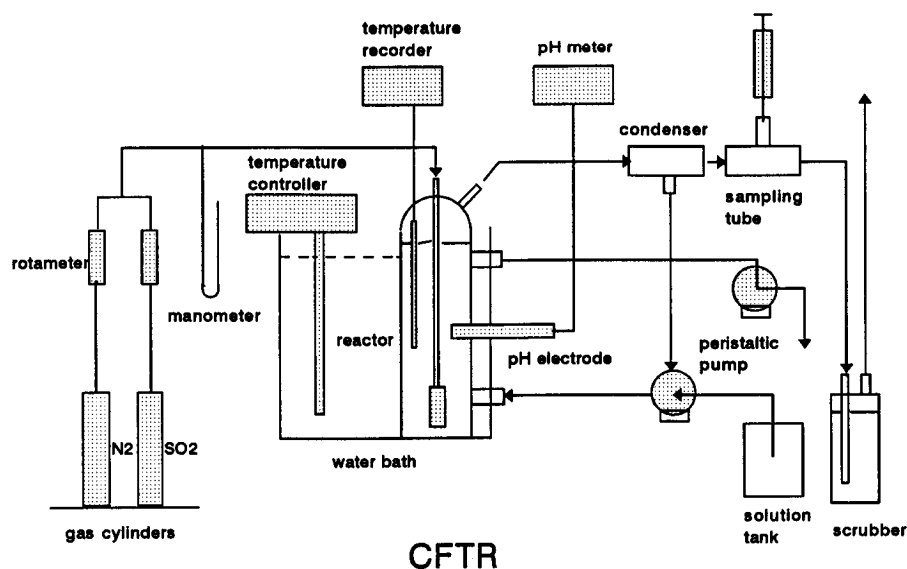 temperature
recorder
pH meter
condenser
temperature
controller
sampling
tube
rotameter
manometer
reactor
pH electrode
peristaltic
pump
N2
SO2
water bath
gas cylinders
solution
tank
scrubber
CFTR